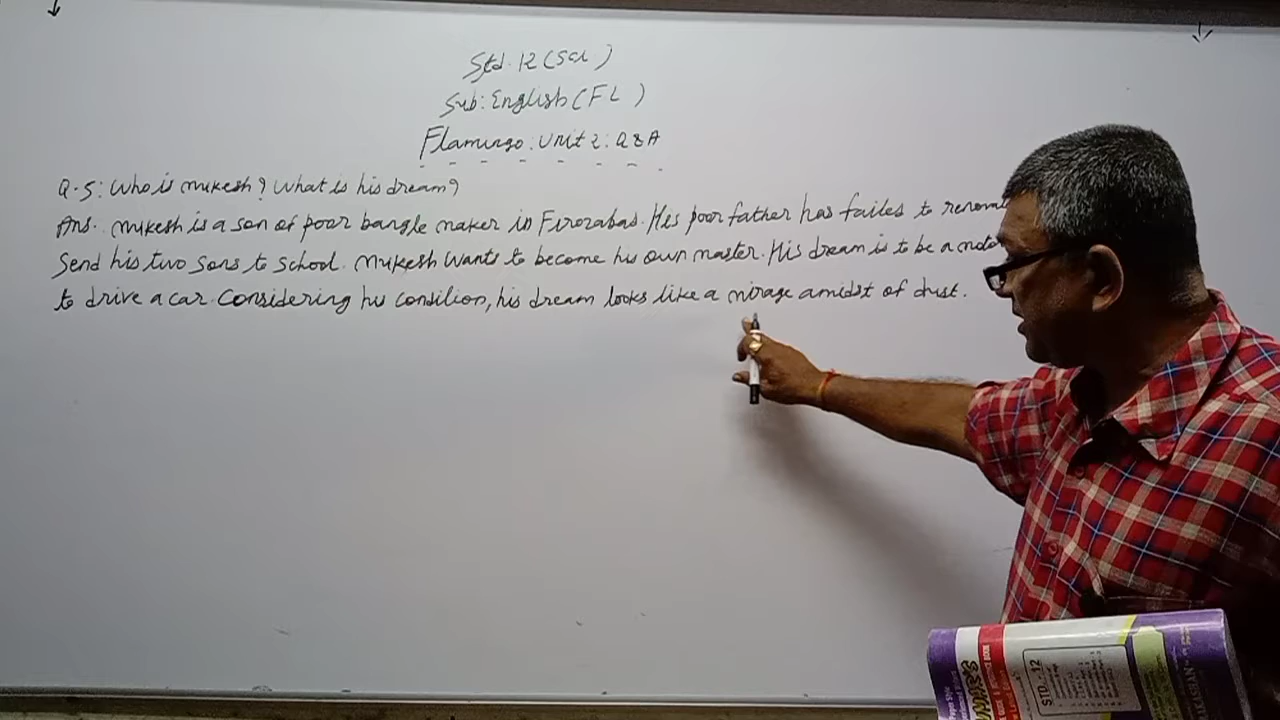 Std. 12 (Sci)
Sub: English (FL)
Flamingo: Unit 2: Q & A
Q.5: Who is Mukesh? What is his dream?
Ans. Mukesh is a son of poor bangle maker in Firozabad. His poor father has failed to
Send his two sons to school. Mukesh wants to become his own master. His dream is to be a moto
to drive a car. Considering his condition, his dream looks like a mirage amidst of dust.
STD. - 12